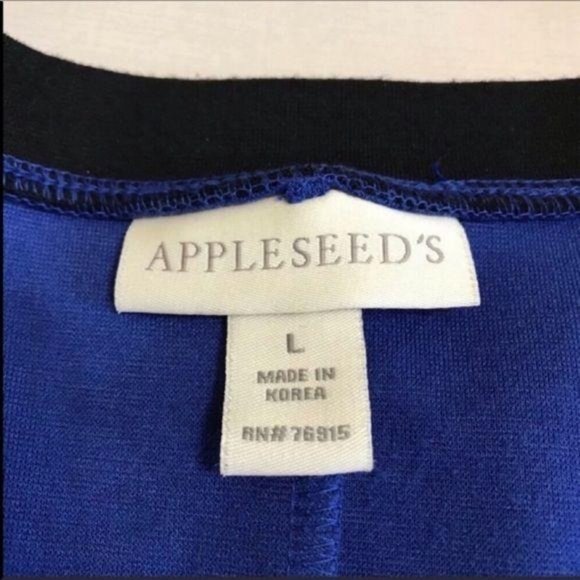 APPLESEED'S
L
MADE IN
KOREA
RN# 76915